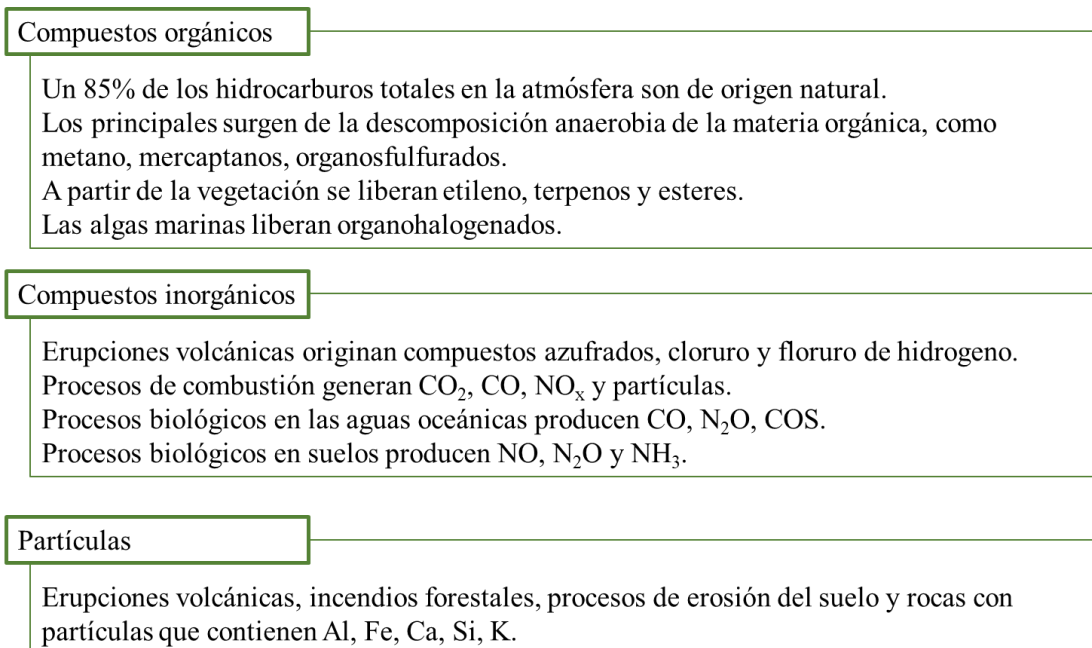 Compuestos orgánicos
Un 85% de los hidrocarburos totales en la atmósfera son de origen natural.
Los principales surgen de la descomposición anaerobia de la materia orgánica, como
metano, mercaptanos, organosfulfurados.
A partir de la vegetación se liberan etileno, terpenos y esteres.
Las algas marinas liberan organohalogenados.
Compuestos inorgánicos
Erupciones volcánicas originan compuestos azufrados, cloruro y floruro de hidrogeno.
Procesos de combustión generan CO₂, CO, NOₓ y partículas.
Procesos biológicos en las aguas oceánicas producen CO, N₂O, COS.
Procesos biológicos en suelos producen NO, N₂O y NH₃.
Partículas
Erupciones volcánicas, incendios forestales, procesos de erosión del suelo y rocas con
partículas que contienen Al, Fe, Ca, Si, K.